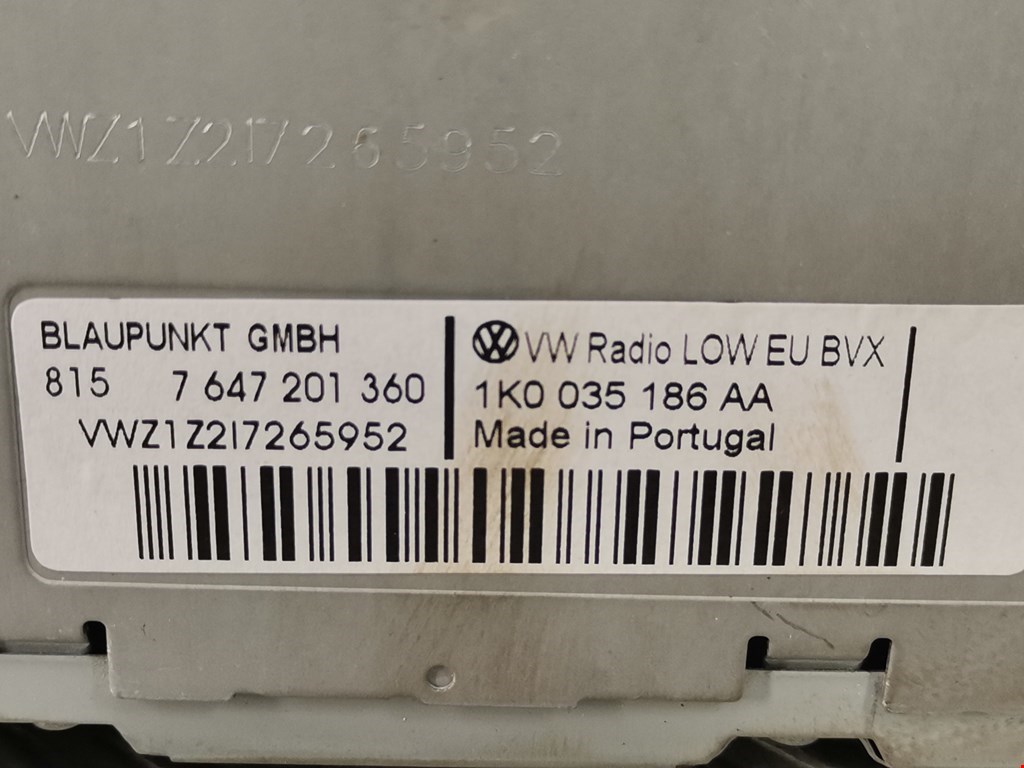 VWZ1Z2I7265952
BLAUPUNKT GMBH
815 7 647 201 360
VWZ1Z2I7265952
VW Radio LOW EU BVX
1K0 035 186 AA
Made in Portugal